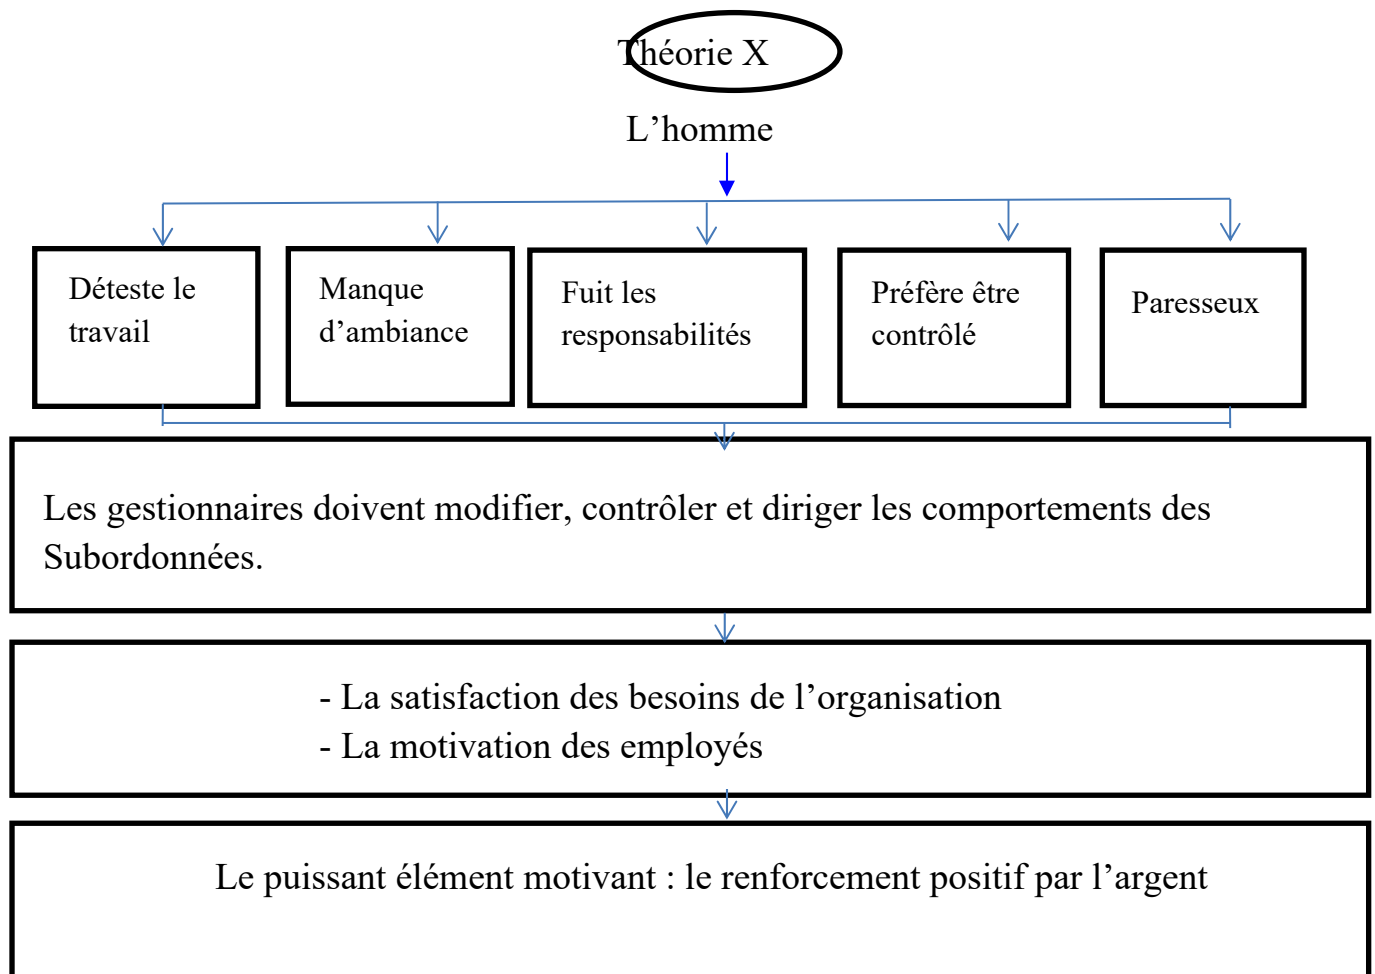 Théorie X
L’homme
Déteste le
travail
Manque
d’ambiance
Fuit les
responsabilités
Préfère être
contrôlé
Paresseux
Les gestionnaires doivent modifier, contrôler et diriger les comportements des
Subordonnées.
- La satisfaction des besoins de l’organisation
- La motivation des employés
Le puissant élément motivant : le renforcement positif par l’argent